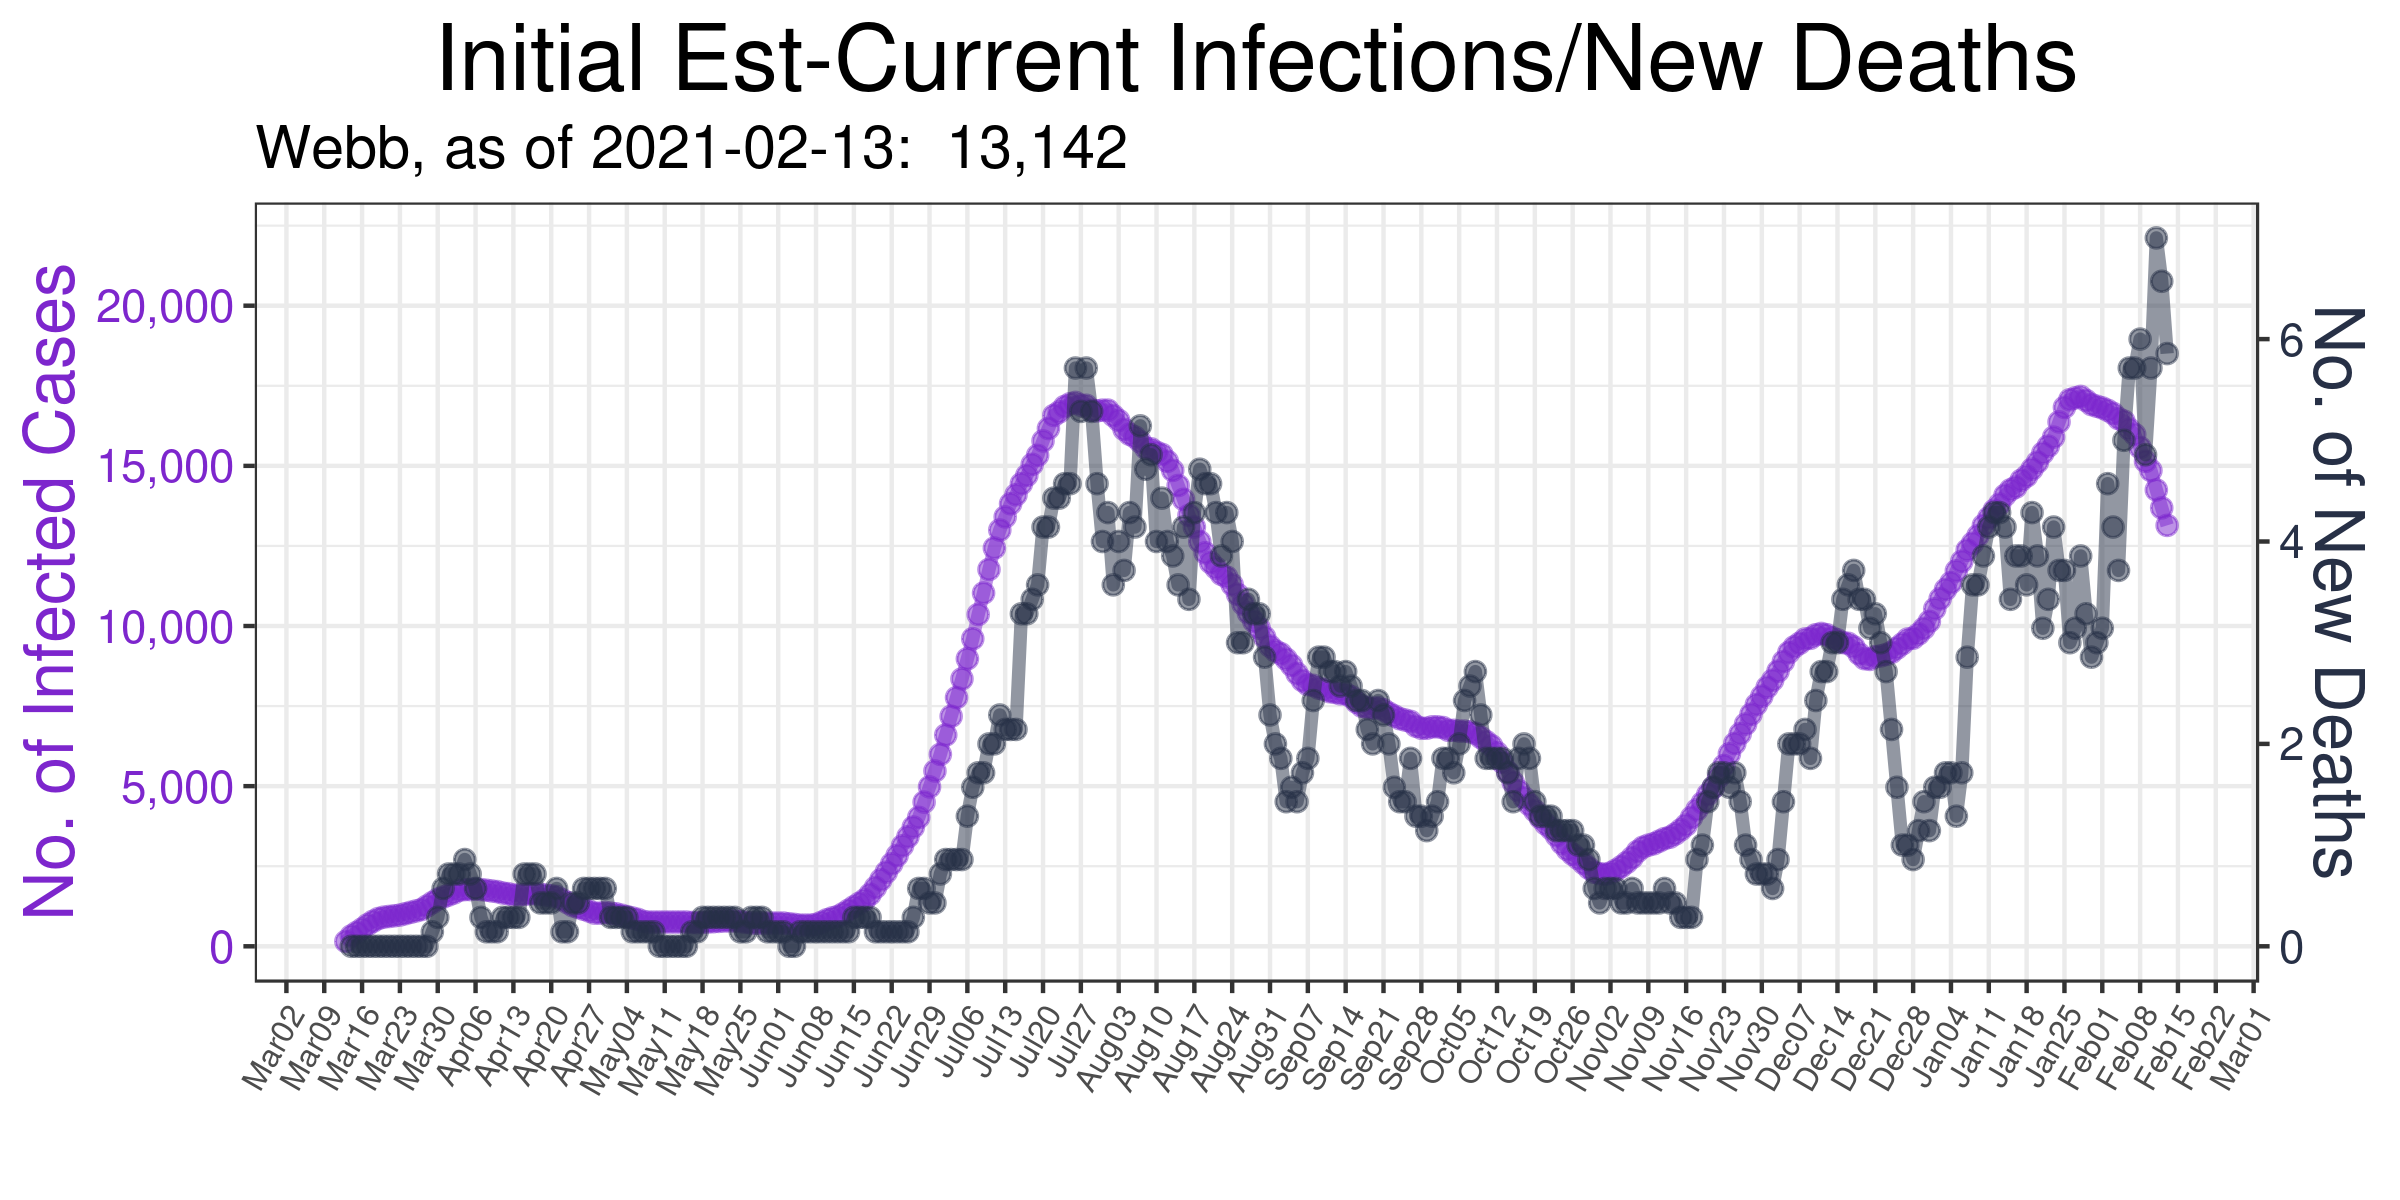 Initial Est-Current Infections/New Deaths
Webb, as of 2021-02-13:  13,142
No. of Infected Cases
20,000
15,000
10,000
5,000
0
No. of New Deaths
6
4
2
0
Mar02
Mar09
Mar16
Mar23
Mar30
Apr06
Apr13
Apr20
Apr27
May04
May11
May18
May25
Jun01
Jun08
Jun15
Jun22
Jun29
Jul06
Jul13
Jul20
Jul27
Aug03
Aug10
Aug17
Aug24
Aug31
Sep07
Sep14
Sep21
Sep28
Oct05
Oct12
Oct19
Oct26
Nov02
Nov09
Nov16
Nov23
Nov30
Dec07
Dec14
Dec21
Dec28
Jan04
Jan11
Jan18
Jan25
Feb01
Feb08
Feb15
Feb22
Mar01